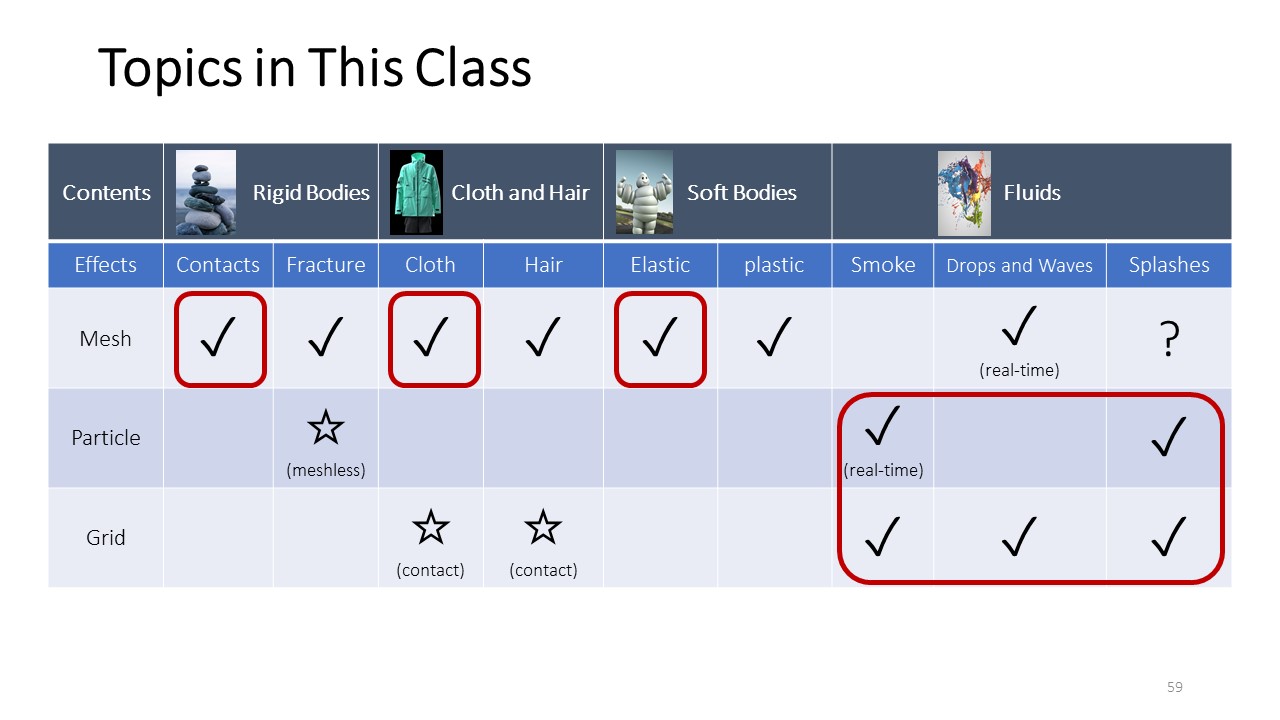 Topics in This Class
Contents Rigid Bodies Cloth and Hair Soft Bodies Fluids
Effects Contacts Fracture Cloth Hair Elastic plastic Smoke Drops and Waves Splashes
Mesh ✓ ✓ ✓ ✓ ✓ ✓ ✓ ?
(real-time)
Particle ☆ ✓ ✓
(meshless) (real-time)
Grid ☆ ☆ ✓ ✓ ✓
(contact) (contact)
59